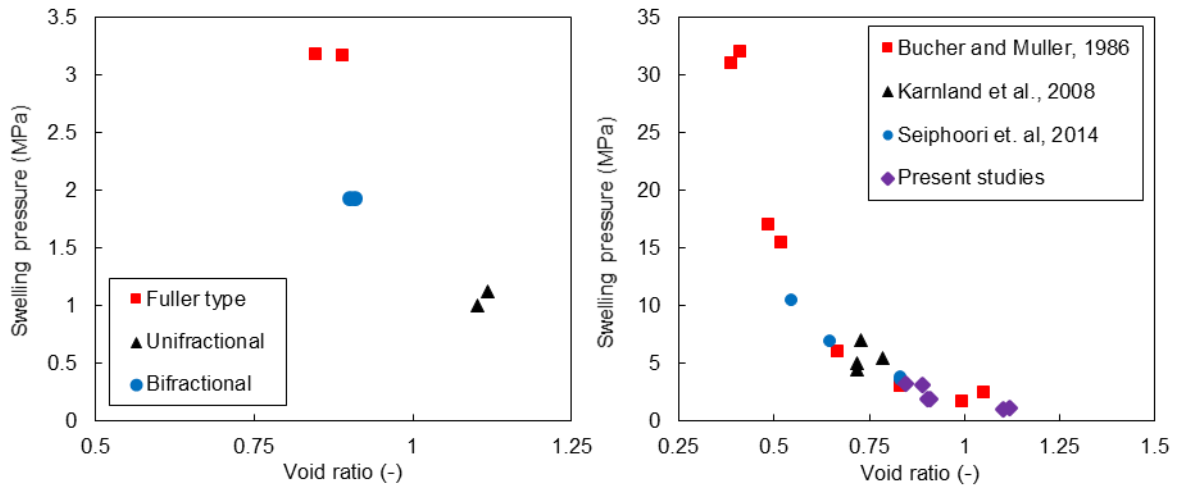 3.5
3
2.5
2
1.5
1
0.5
0
Swelling pressure (MPa)
Fuller type
Unifractional
Bifractional
0.5
0.75
1
1.25
Void ratio (-)
35
30
25
20
15
10
5
0
Swelling pressure (MPa)
Bucher and Muller, 1986
Karnland et al., 2008
Seiphoori et. al, 2014
Present studies
0.25
0.5
0.75
1
1.25
1.5
Void ratio (-)